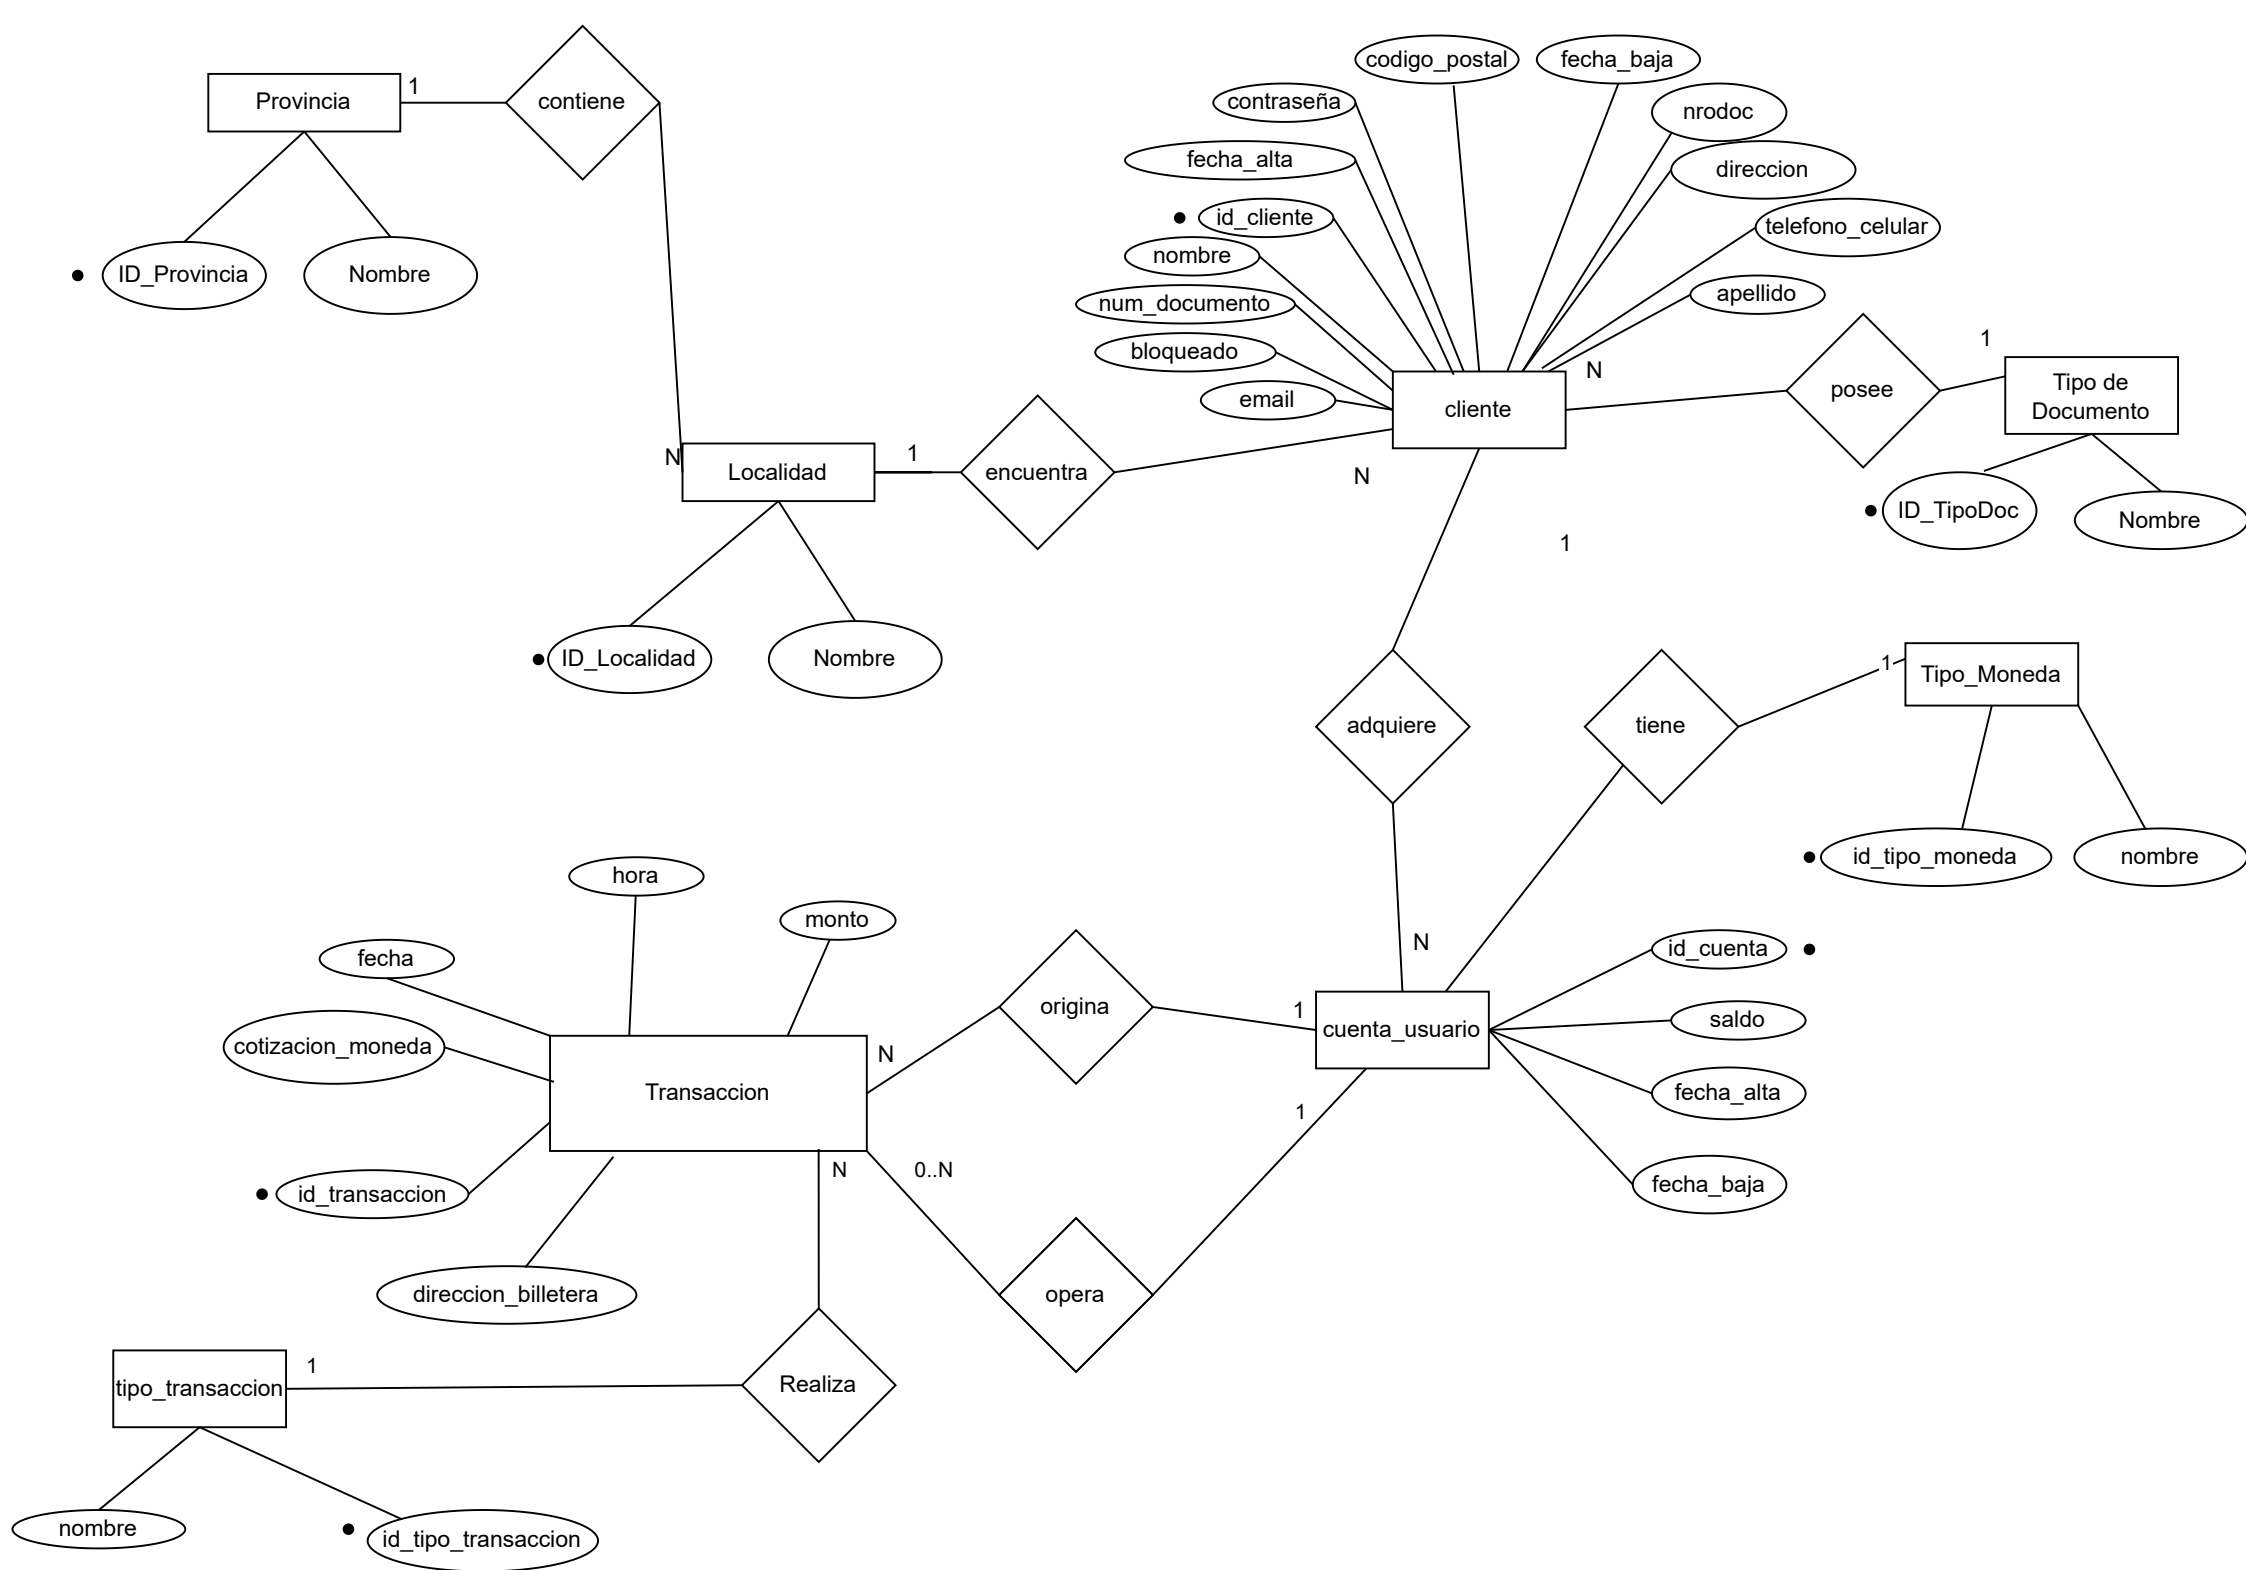 codigo_postal
fecha_baja
1
Provincia
contiene
contraseña
nrodoc
fecha_alta
direccion
id_cliente
telefono_celular
nombre
ID_Provincia
Nombre
num_documento
apellido
bloqueado
1
N
email
cliente
posee
Tipo de
Documento
N
1
Localidad
encuentra
N
ID_TipoDoc
Nombre
1
ID_Localidad
Nombre
1
Tipo_Moneda
adquiere
tiene
hora
id_tipo_moneda
nombre
monto
fecha
N
id_cuenta
origina
1
saldo
cotizacion_moneda
N
cuenta_usuario
Transaccion
fecha_alta
1
N
0..N
id_transaccion
fecha_baja
direccion_billetera
opera
1
tipo_transaccion
Realiza
nombre
id_tipo_transaccion